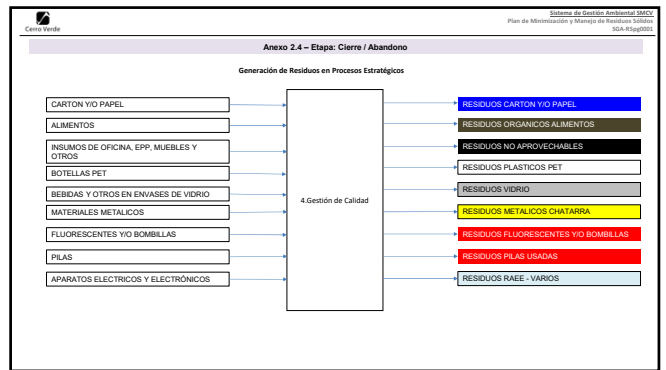 Cerro Verde
Sistema de Gestión Ambiental SMCV
Plan de Minimización y Manejo de Residuos Sólidos
SGA-RSpg0001
Anexo 2.4 – Etapa: Cierre / Abandono
Generación de Residuos en Procesos Estratégicos
CARTON Y/O PAPEL
ALIMENTOS
INSUMOS DE OFICINA, EPP, MUEBLES Y
OTROS
BOTELLAS PET
BEBIDAS Y OTROS EN ENVASES DE VIDRIO
MATERIALES METALICOS
FLUORESCENTES Y/O BOMBILLAS
PILAS
APARATOS ELECTRICOS Y ELECTRÓNICOS
4.Gestión de Calidad
RESIDUOS CARTON Y/O PAPEL
RESIDUOS ORGANICOS ALIMENTOS
RESIDUOS NO APROVECHABLES
RESIDUOS PLASTICOS PET
RESIDUOS VIDRIO
RESIDUOS METALICOS CHATARRA
RESIDUOS FLUORESCENTES Y/O BOMBILLAS
RESIDUOS PILAS USADAS
RESIDUOS RAEE - VARIOS